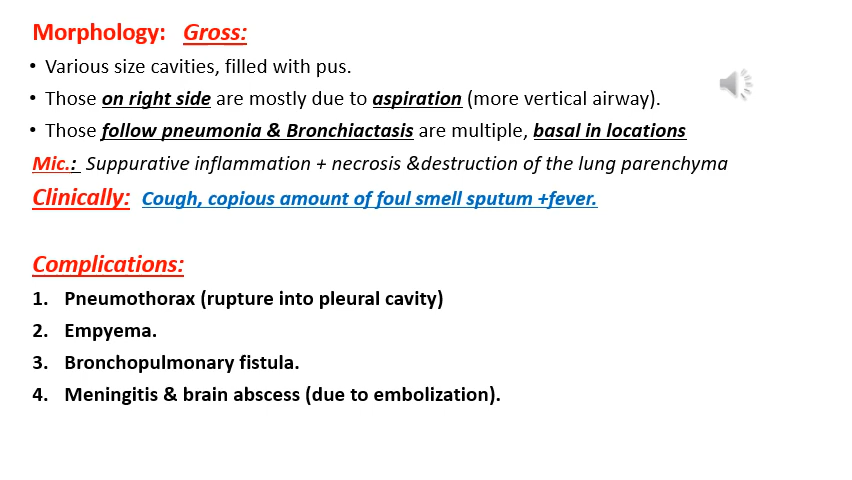 Morphology: Gross:
• Various size cavities, filled with pus.
• Those on right side are mostly due to aspiration (more vertical airway).
• Those follow pneumonia & Bronchiactasis are multiple, basal in locations
Mic.: Suppurative inflammation + necrosis &destruction of the lung parenchyma
Clinically: Cough, copious amount of foul smell sputum +fever.
Complications:
1. Pneumothorax (rupture into pleural cavity)
2. Empyema.
3. Bronchopulmonary fistula.
4. Meningitis & brain abscess (due to embolization).